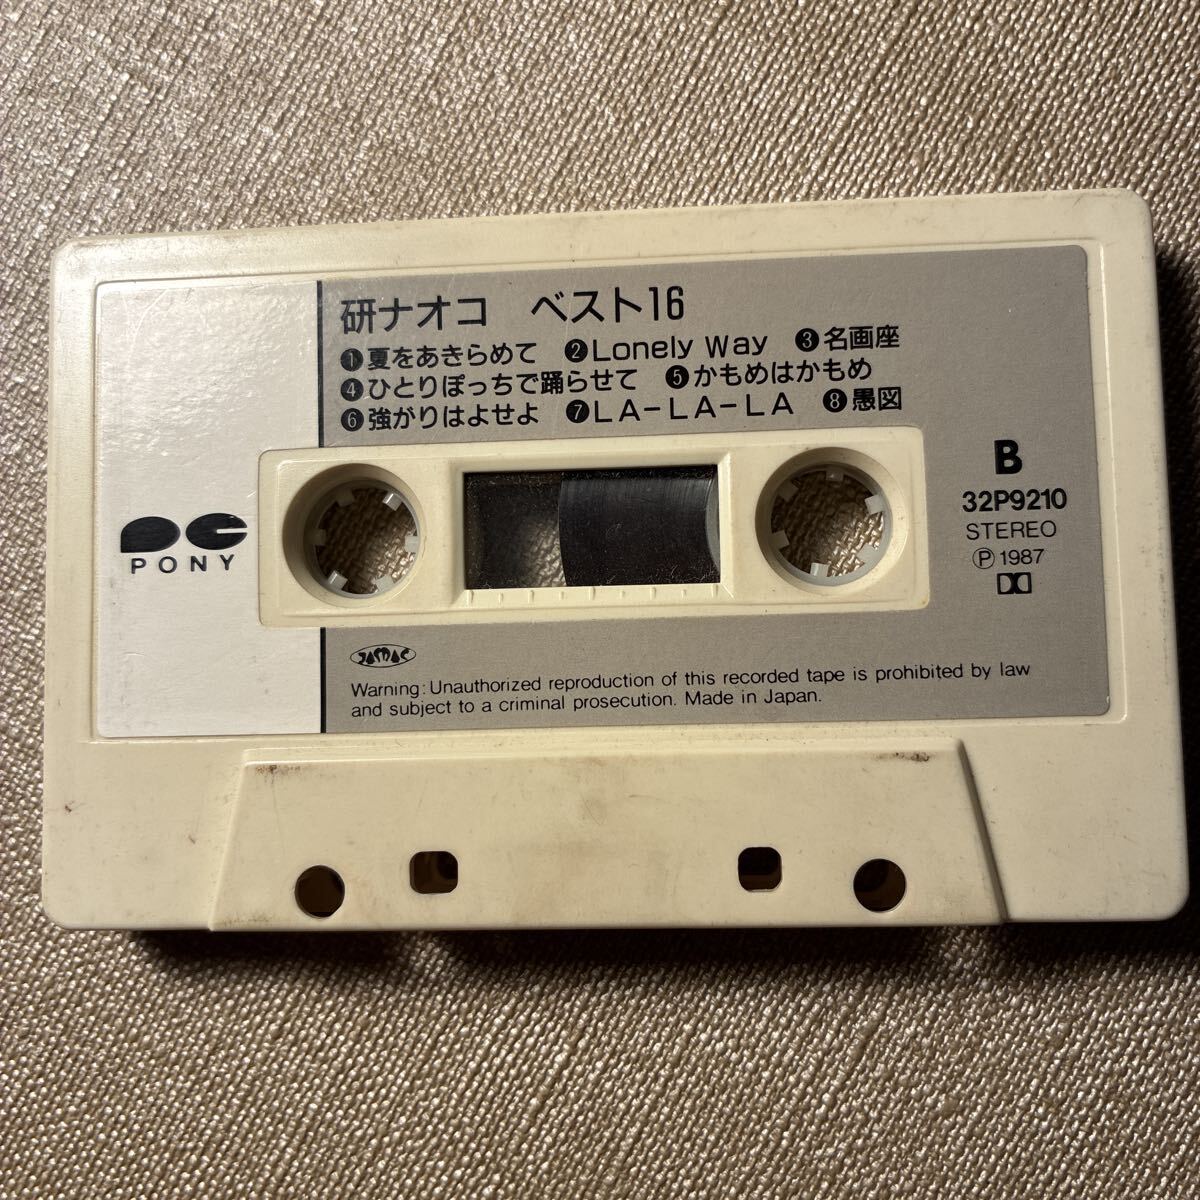 研ナオコ ベスト16
❶夏をあきらめて ❷Lonely Way ❸名画座
❹ひとりぽっちで踊らせて ❺かもめはかもめ
❻強がりはよせよ ❼LA-LA-LA ❽愚図
B
32P9210
STEREO
Ⓟ1987
PONY
JASRAC
Warning: Unauthorized reproduction of this recorded tape is prohibited by law
and subject to a criminal prosecution. Made in Japan.